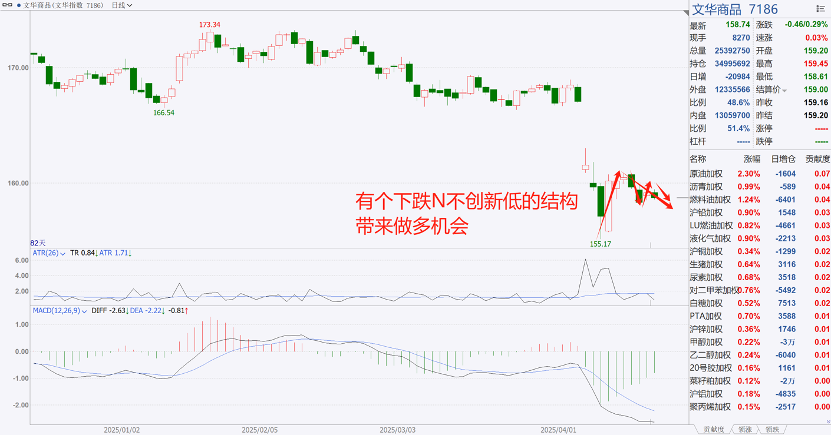 文华商品(文华指数 7186) 日线
文华商品 7186
最新 158.74 涨跌 -0.46/0.29%
现手 8270 速涨 0.03%
总量 25392750 开盘 159.20
持仓 34995692 最高 159.45
日增 -20984 最低 158.61
外盘 12335566 结算价 159.00
比例 48.6% 昨收 159.16
内盘 13059700 昨结 159.20
比例 51.4% 涨停 -----
杠杆 ----- 跌停 -----
名称 涨幅 日增仓 贡献度
原油加权 2.30% -1604 0.07
沥青加权 0.99% -589 0.04
燃料油加权 1.24% -6401 0.04
沪铅加权 0.90% 1548 0.03
LU燃油加权 0.82% -4661 0.03
液化气加权 0.90% -2213 0.03
沪铜加权 0.34% -1299 0.02
生猪加权 0.64% 3116 0.02
尿素加权 0.68% 3518 0.02
对二甲苯加权 0.76% -5492 0.02
白糖加权 0.52% 7513 0.02
PTA加权 0.70% 3588 0.01
沪锌加权 0.36% 1746 0.01
甲醇加权 0.22% -3万 0.01
乙二醇加权 0.24% -6040 0.01
20号胶加权 0.16% 1161 0.01
菜籽粕加权 0.12% -2万 0.00
沪铝加权 0.18% -4835 0.00
聚丙烯加权 0.15% -2517 0.00
贡献度 领涨 领跌
173.34
170.00
166.54
160.00
有个下跌N不创新低的结构
带来做多机会
155.17
82天
ATR(26) TR 0.84↓ ATR 1.71↓
6.00
4.00
2.00
MACD(12,26,9) DIFF -2.63↓ DEA -2.22↓ -0.81↑
1.00
0.00
-1.00
-2.00
2025/01/02
2025/02/05
2025/03/03
2025/04/01